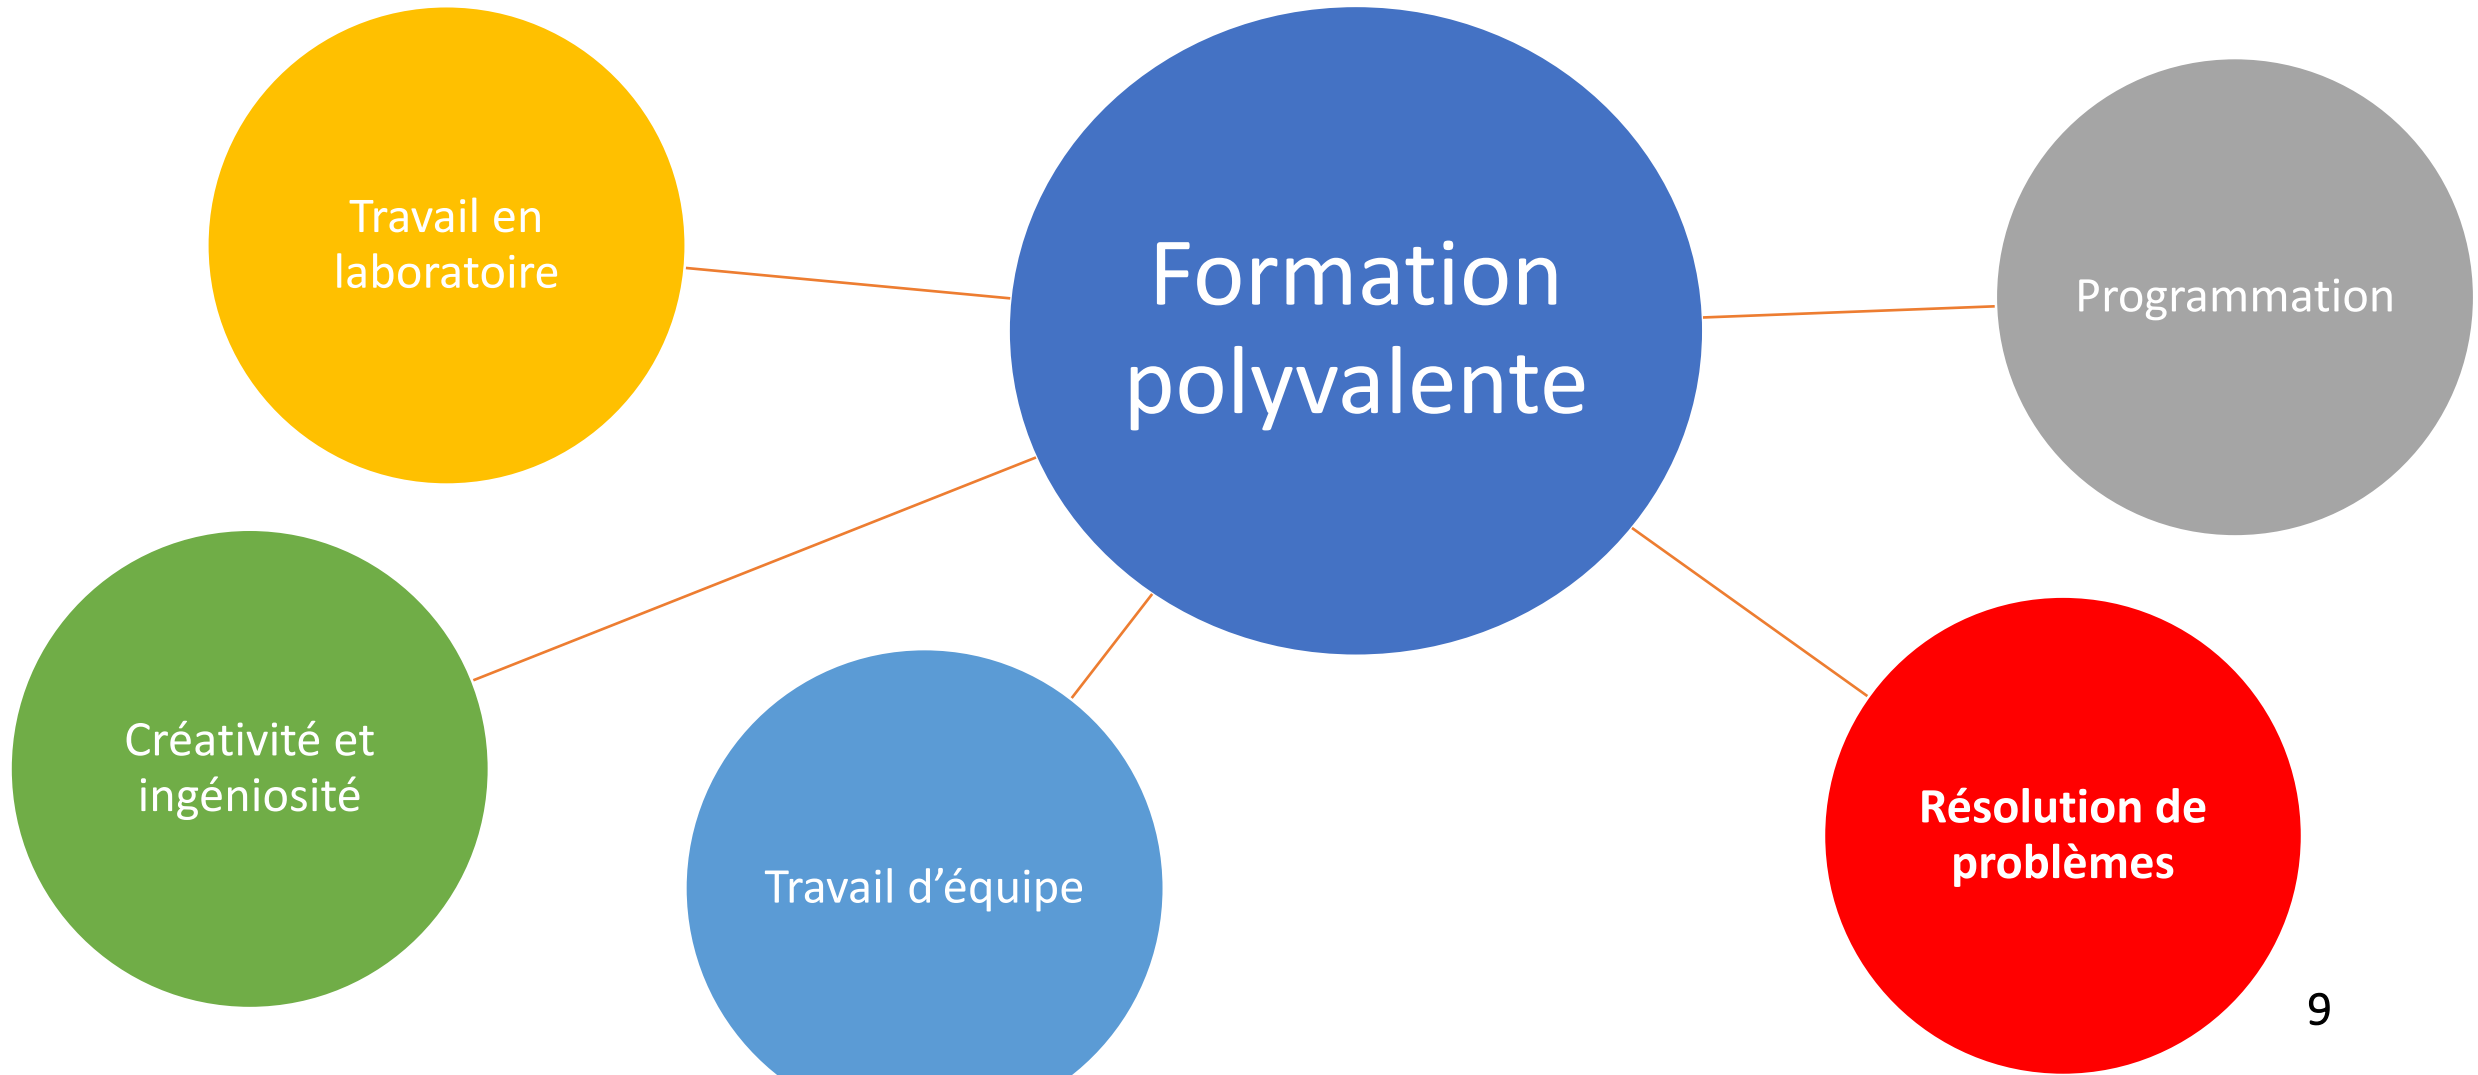 Formation
polyvalente
Travail en
laboratoire
Programmation
Créativité et
ingéniosité
Travail d’équipe
Résolution de
problèmes
9